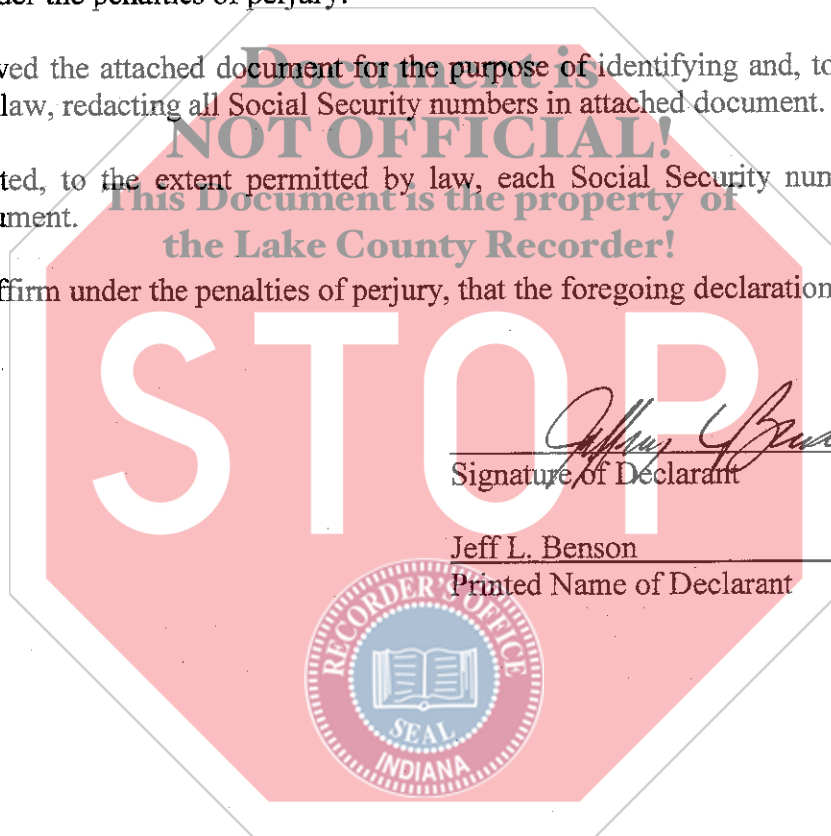 der the penalties of perjury:
Document is
ved the attached document for the purpose of identifying and, to
law, redacting all Social Security numbers in attached document.
NOT OFFICIAL!
ted, to the extent permitted by law, each Social Security num
This Document is the property of
ument.
the Lake County Recorder!
ffirm under the penalties of perjury, that the foregoing declaration
STOP
Signature of Declarant
Jeff L. Benson
Printed Name of Declarant
RECORDER'S OFFICE
SEAL
INDIANA